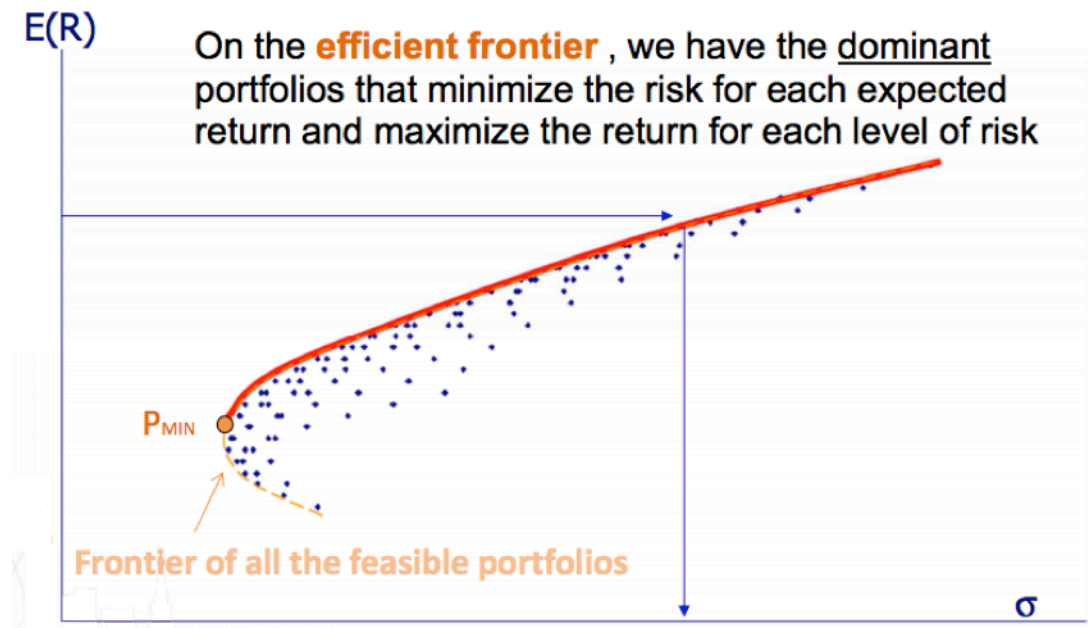 E(R)
On the efficient frontier , we have the dominant
portfolios that minimize the risk for each expected
return and maximize the return for each level of risk
PMIN
Frontier of all the feasible portfolios
σ